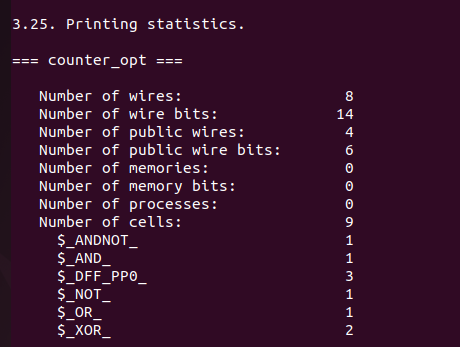 3.25. Printing statistics.
=== counter_opt ===
Number of wires: 8
Number of wire bits: 14
Number of public wires: 4
Number of public wire bits: 6
Number of memories: 0
Number of memory bits: 0
Number of processes: 0
Number of cells: 9
$_ANDNOT_ 1
$_AND_ 1
$_DFF_PP0_ 3
$_NOT_ 1
$_OR_ 1
$_XOR_ 2